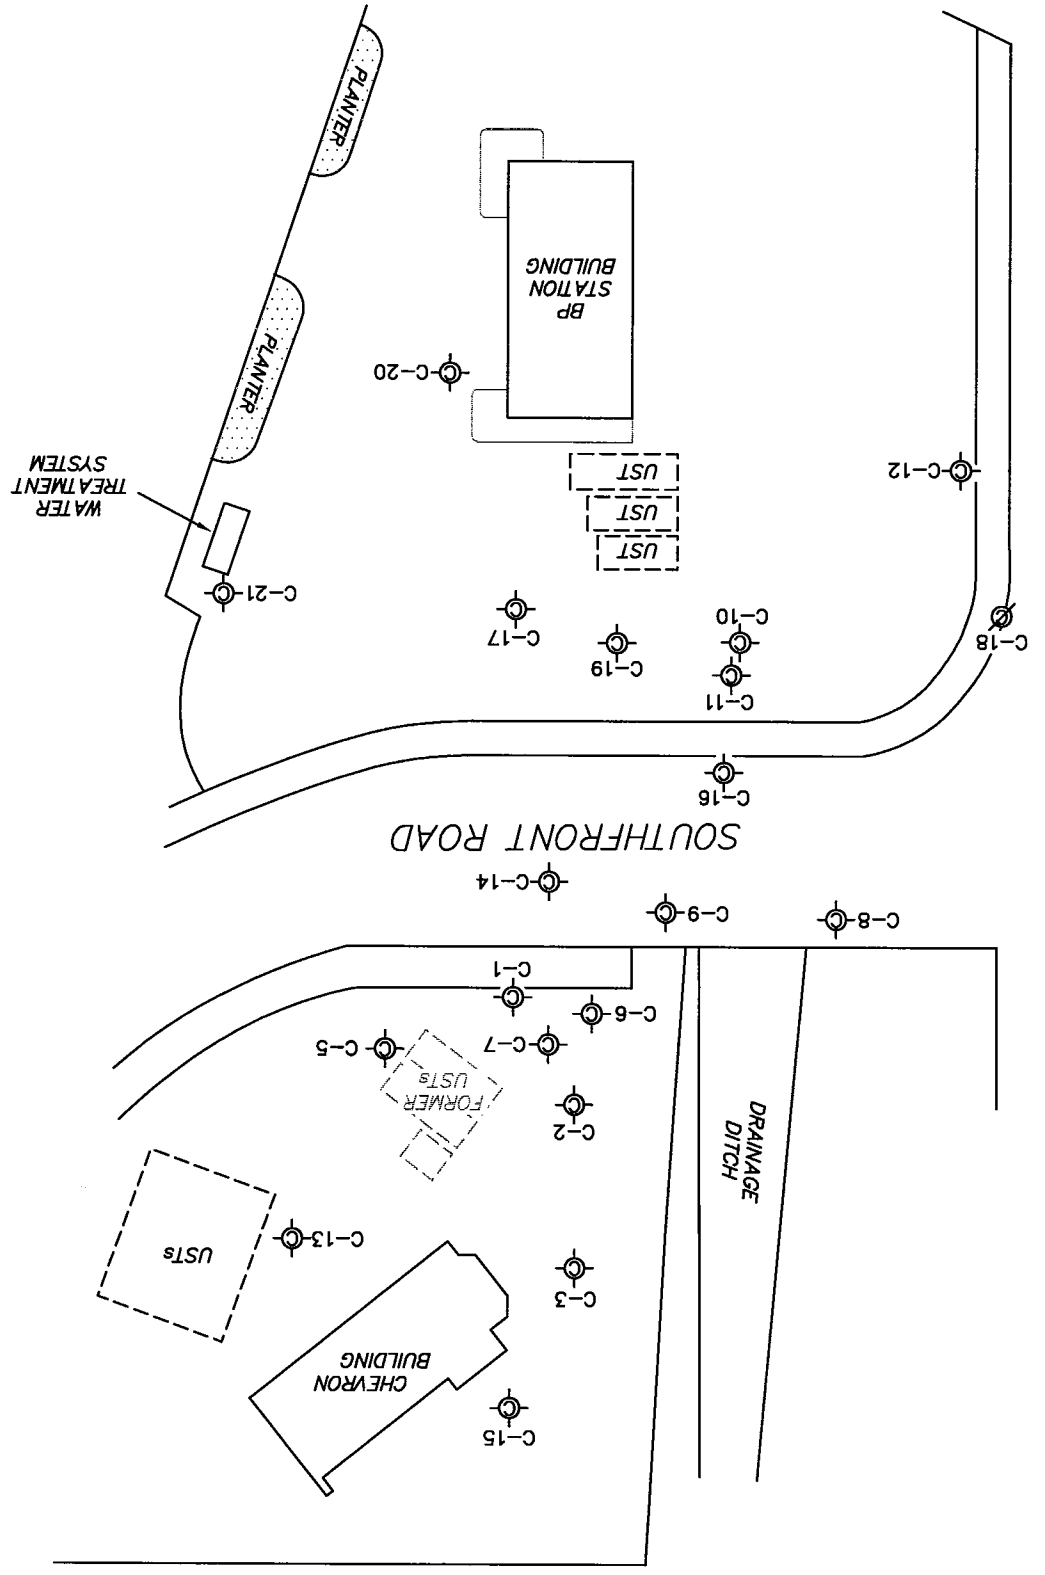 C-15
CHEVRON
BUILDING
C-3
USTs
C-13
DRAINAGE
DITCH
C-2
FORMER
USTs
C-5
C-7
C-6
C-1
C-8
C-9
C-14
SOUTHFRONT ROAD
C-16
C-11
C-19
C-17
C-18
C-10
C-21
UST
UST
UST
WATER
TREATMENT
SYSTEM
C-12
C-20
PLANTER
BP
STATION
BUILDING
PLANTER